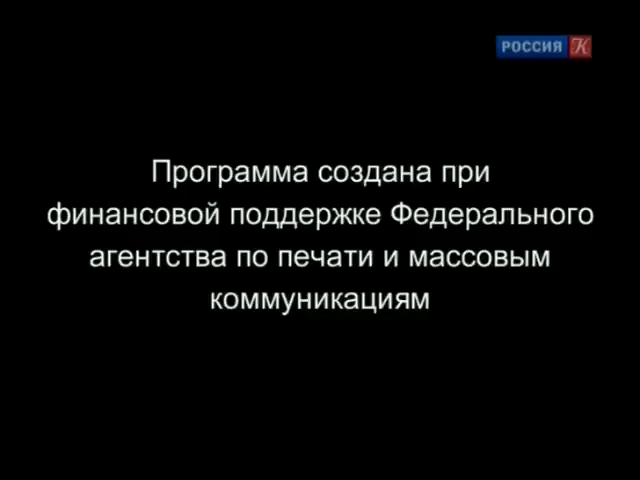 РОССИЯ К
Программа создана при
финансовой поддержке Федерального
агентства по печати и массовым
коммуникациям